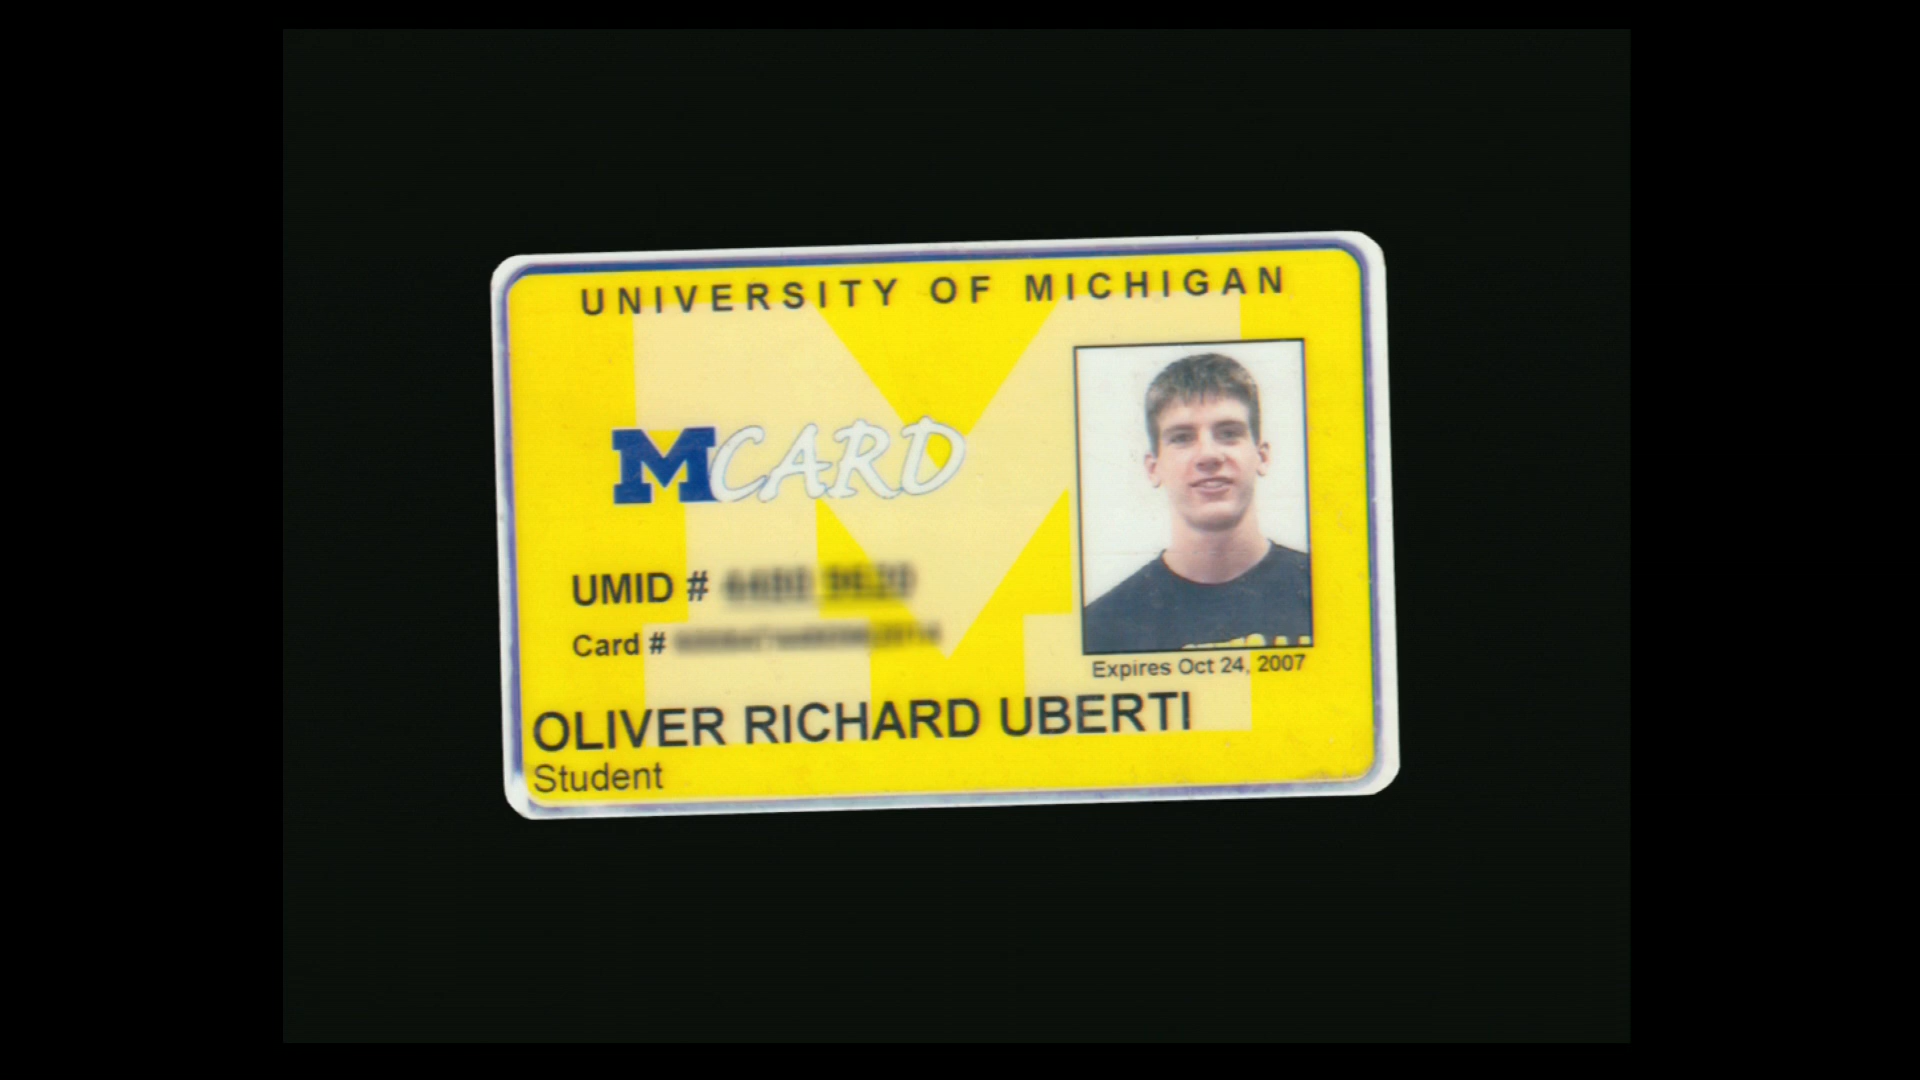 UNIVERSITY OF MICHIGAN
MCARD
UMID #
Card #
Expires Oct 24, 2007
OLIVER RICHARD UBERTI
Student